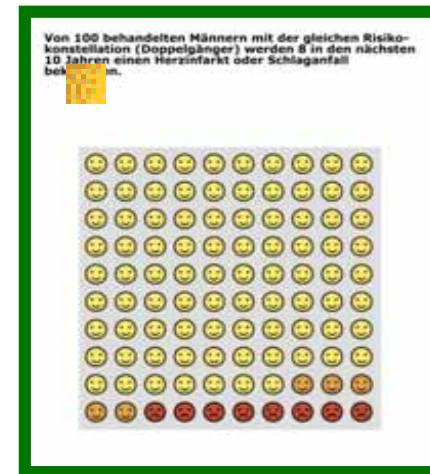 Von 100 behandelten Männern mit der gleichen Risiko-
konstellation (Doppelgänger) werden 8 in den nächsten
10 Jahren einen Herzinfarkt oder Schlaganfall